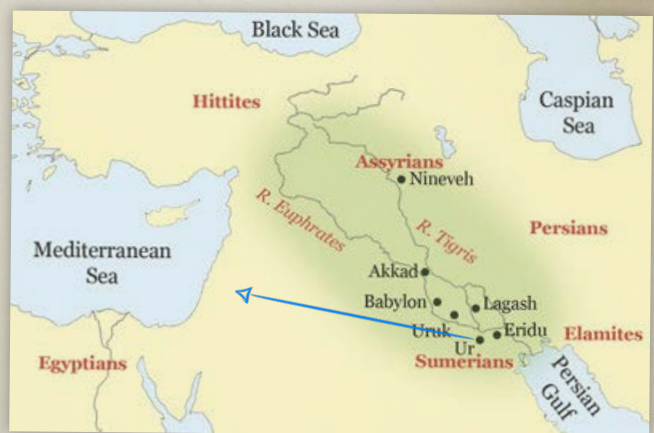 Black Sea
Hittites
Caspian
Sea
Assyrians
Nineveh
R. Euphrates
R. Tigris
Persians
Mediterranean
Sea
Akkad
Babylon
Lagash
Uruk
Eridu
Ur
Elamites
Egyptians
Sumerians
Persian
Gulf